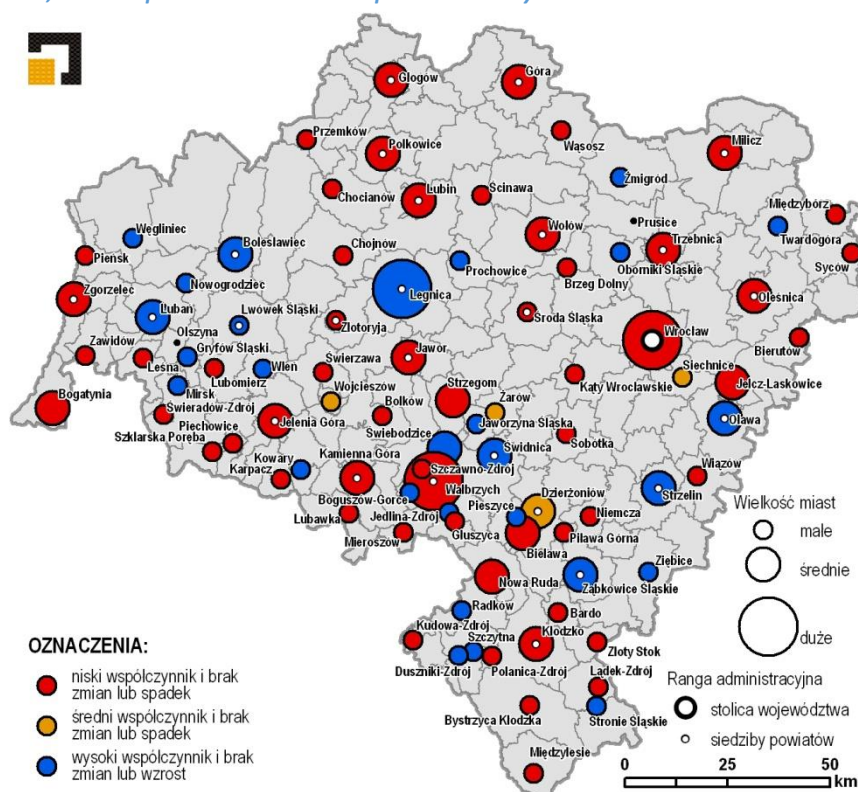 Głogów
Góra
Przemków
Polkowice
Wąsosz
Milicz
Żmigród
Chocianów
Lubin
Ścinawa
Międzybórz
Prusice
Twardogóra
Węgliniec
Bolesławiec
Wołów
Trzebnica
Syców
Pieńsk
Chojnów
Prochowice
Oborniki Śląskie
Brzeg Dolny
Nowogrodziec
Zgorzelec
Legnica
Oleśnica
Lubań
Lwówek Śląski
Złotoryja
Środa Śląska
Wrocław
Olszyna
Zawidów
Gryfów Śląski
Jawor
Bierutów
Leśna
Wleń
Świerzawa
Siechnice
Lubomierz
Kąty Wrocławskie
Jelcz-Laskowice
Mirsk
Wojcieszów
Strzegom
Bogatynia
Bolków
Żarów
Świeradów-Zdrój
Jaworzyna Śląska
Oława
Piechowice
Jelenia Góra
Świebodzice
Sobótka
Szklarska Poręba
Kowary
Kamienna Góra
Świdnica
Karpacz
Szczawno-Zdrój
Wiązów
Wałbrzych
Strzelin
Boguszów-Gorce
Dzierżoniów
Pieszyce
Niemcza
Lubawka
Jedlina-Zdrój
Mieroszów
Głuszyca
Piława Górna
Bielawa
Ziębice
Nowa Ruda
Ząbkowice Śląskie
Radków
Bardo
Kudowa-Zdrój
Szczytna
Kłodzko
Złoty Stok
Duszniki-Zdrój
Polanica-Zdrój
Lądek-Zdrój
Bystrzyca Kłodzka
Stronie Śląskie
Międzylesie
Wielkość miast
małe
średnie
duże
Ranga administracyjna
stolica województwa
siedziby powiatów
0 25 50
km
OZNACZENIA:
niski współczynnik i brak
zmian lub spadek
średni współczynnik i brak
zmian lub spadek
wysoki współczynnik i brak
zmian lub wzrost